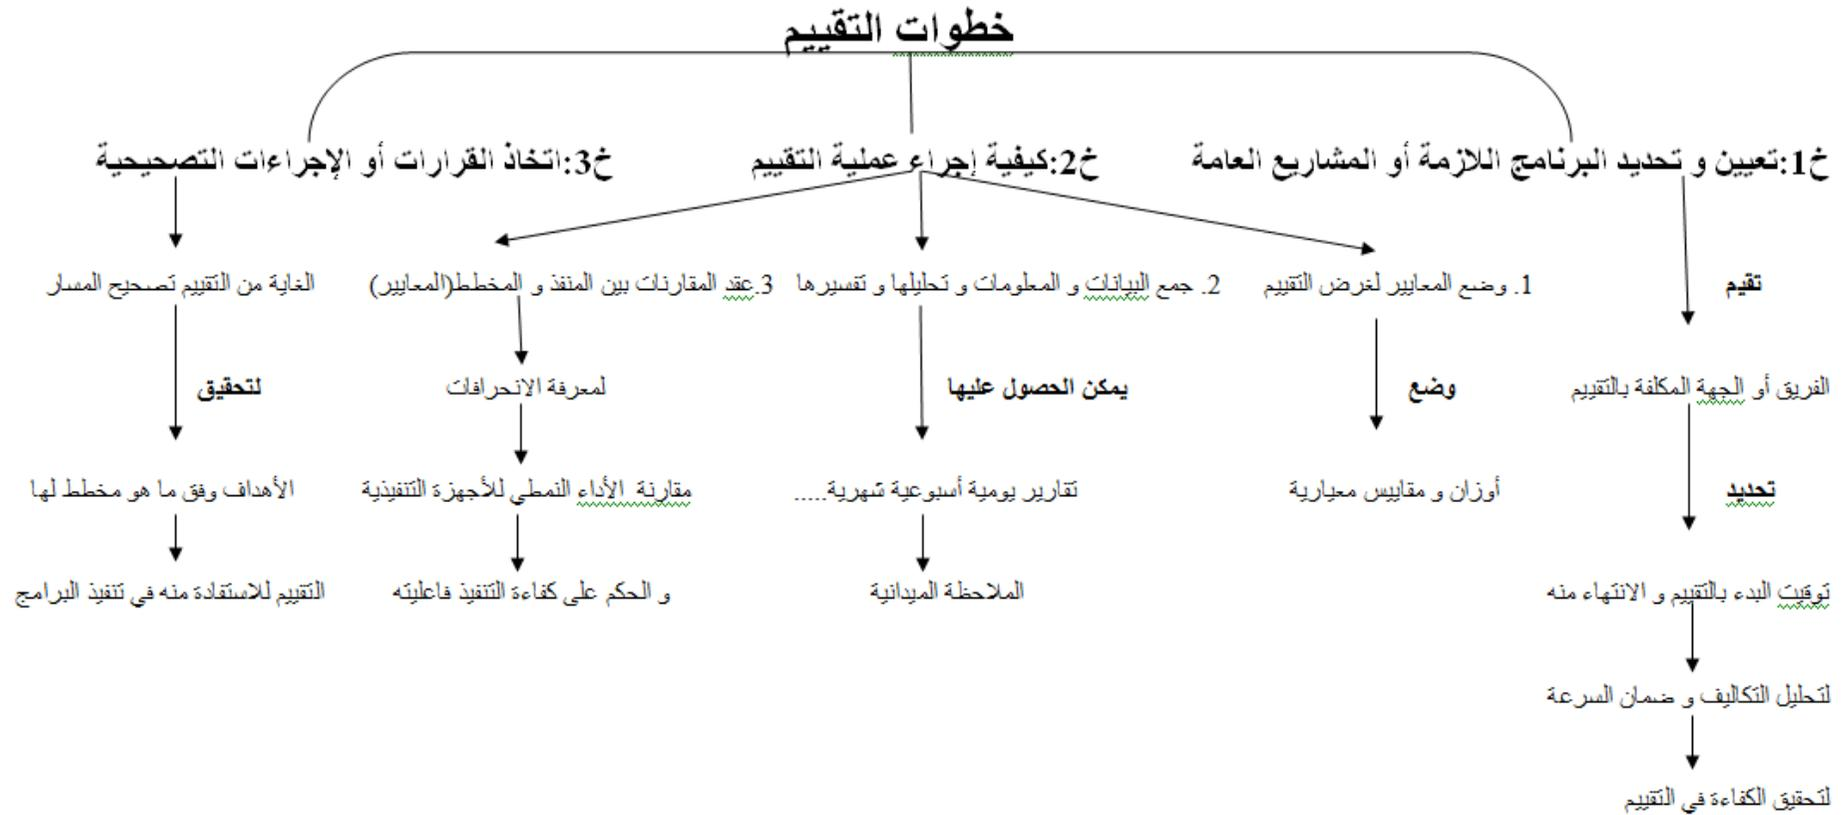 خطوات التقييم
خ1:تعيين و تحديد البرنامج اللازمة أو المشاريع العامة
خ2:كيفية إجراء عملية التقييم
خ3:اتخاذ القرارات أو الإجراءات التصحيحية
تقيم
1. وضع المعايير لغرض التقييم
2. جمع البيانات و المعلومات و تحليلها و تفسيرها
3.عقد المقارنات بين المنفذ و المخطط(المعايير)
الغاية من التقييم تصحيح المسار
الفريق أو الجهة المكلفة بالتقييم
وضع
يمكن الحصول عليها
لمعرفة الانحرافات
لتحقيق
تحديد
أوزان و مقاييس معيارية
تقارير يومية أسبوعية شهرية.....
مقارنة الأداء النمطي للأجهزة التنفيذية
الأهداف وفق ما هو مخطط لها
توقيت البدء بالتقييم و الانتهاء منه
الملاحظة الميدانية
و الحكم على كفاءة التنفيذ فاعليته
التقييم للاستفادة منه في تنفيذ البرامج
لتحليل التكاليف و ضمان السرعة
لتحقيق الكفاءة في التقييم